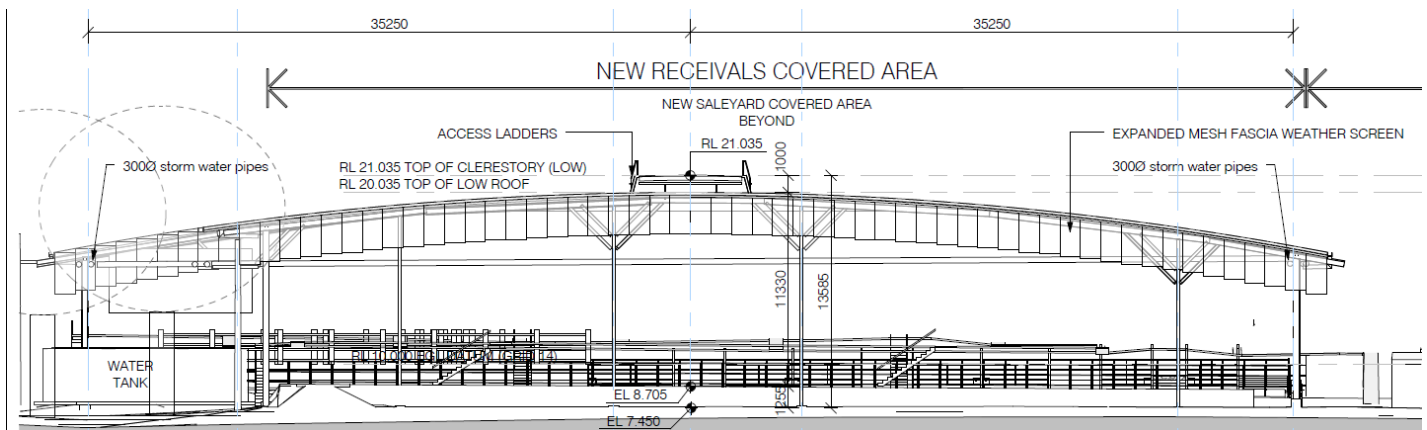 35250
35250
NEW RECEIVALS COVERED AREA
NEW SALEYARD COVERED AREA
BEYOND
ACCESS LADDERS
EXPANDED MESH FASCIA WEATHER SCREEN
RL 21.035
1000
300Ø storm water pipes
RL 21.035 TOP OF CLERESTORY (LOW)
RL 20.035 TOP OF LOW ROOF
300Ø storm water pipes
11330
13585
WATER
TANK
EL 8.705
1255
EL 7.450